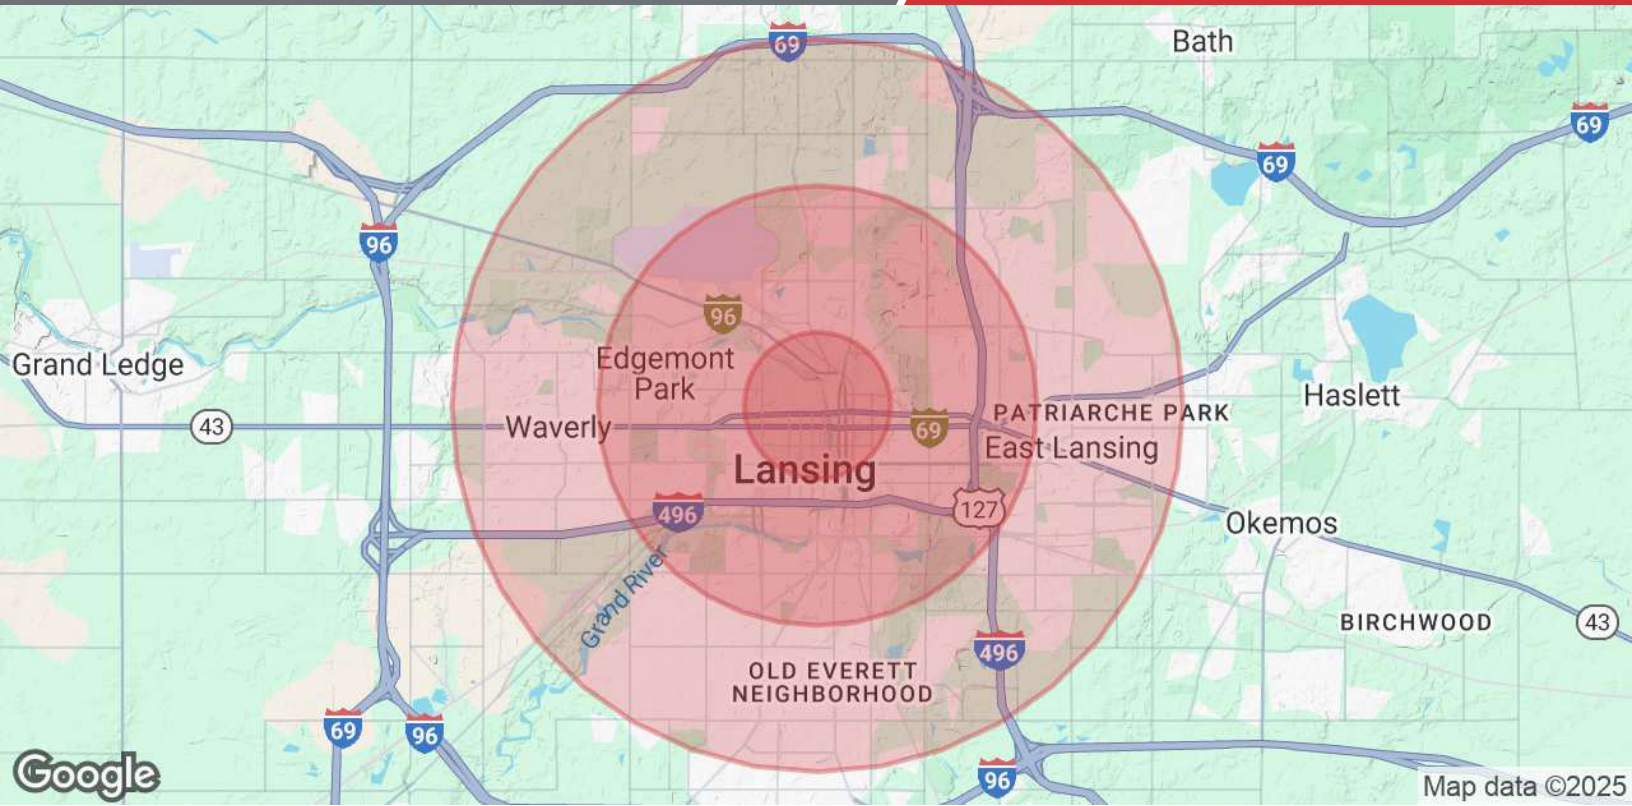 69
Bath
69
69
96
96
Edgemont
Park
Grand Ledge
Haslett
PATRIARCHE PARK
43
Waverly
69
East Lansing
Lansing
496
127
Okemos
Grand River
BIRCHWOOD
43
496
OLD EVERETT
NEIGHBORHOOD
69
96
96
Google
Map data ©2025